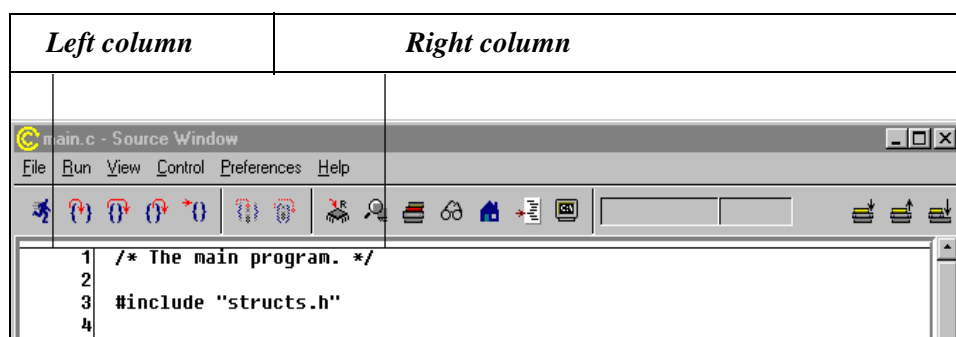 Left column Right column
main.c - Source Window
File Run View Control Preferences Help
1 /* The main program. */
2
3 #include "structs.h"
4